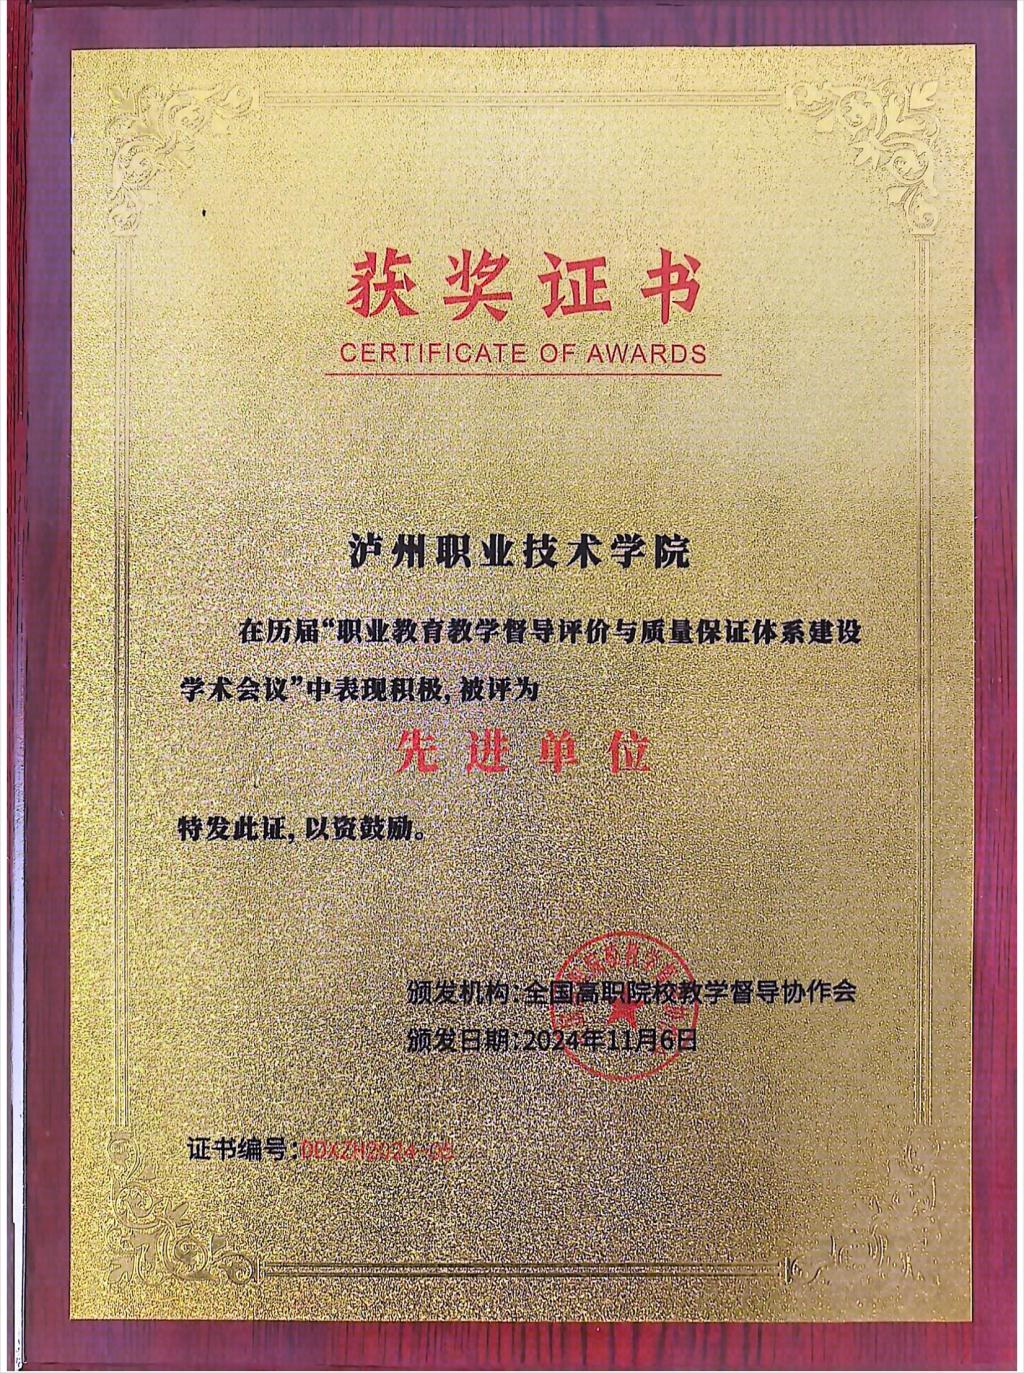 获奖证书
CERTIFICATE OF AWARDS
泸州职业技术学院
在历届“职业教育教学督导评价与质量保证体系建设
学术会议”中表现积极,被评为
先进单位
特发此证,以资鼓励。
颁发机构:全国高职院校教学督导协作会
颁发日期:2024年11月6日
证书编号:DDXZH2024-05